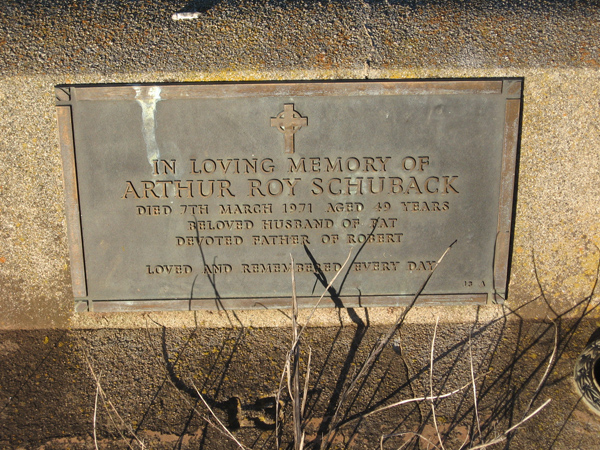 IN LOVING MEMORY OF
ARTHUR ROY SCHUBACK
DIED 7TH MARCH 1971 AGED 49 YEARS
BELOVED HUSBAND OF PAT
DEVOTED FATHER OF ROBERT
LOVED AND REMEMBERED EVERY DAY